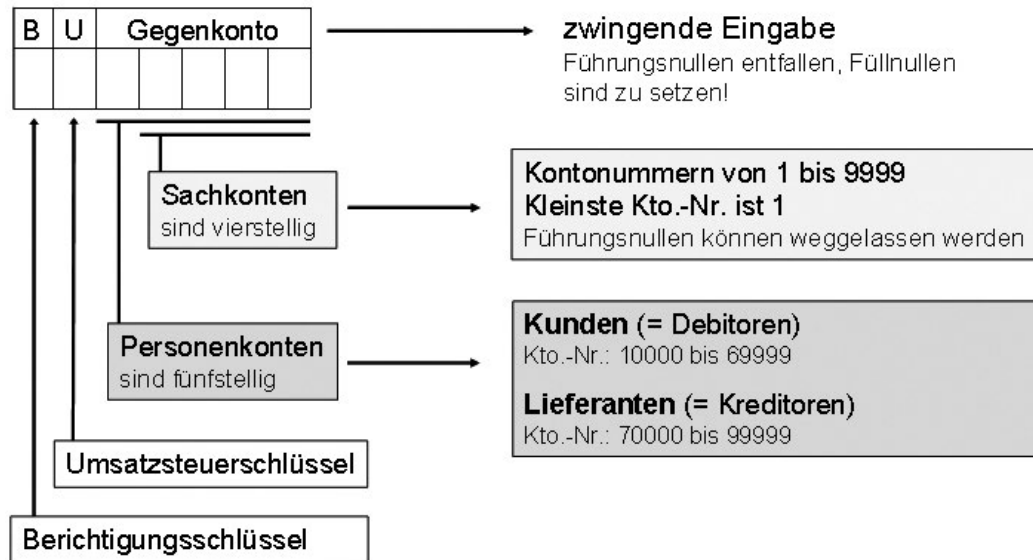 B U Gegenkonto
zwingende Eingabe
Führungsnullen entfallen, Füllnullen
sind zu setzen!
Sachkonten
sind vierstellig
Kontonummern von 1 bis 9999
Kleinste Kto.-Nr. ist 1
Führungsnullen können weggelassen werden
Personenkonten
sind fünfstellig
Kunden (= Debitoren)
Kto.-Nr.: 10000 bis 69999
Lieferanten (= Kreditoren)
Kto.-Nr.: 70000 bis 99999
Umsatzsteuerschlüssel
Berichtigungsschlüssel